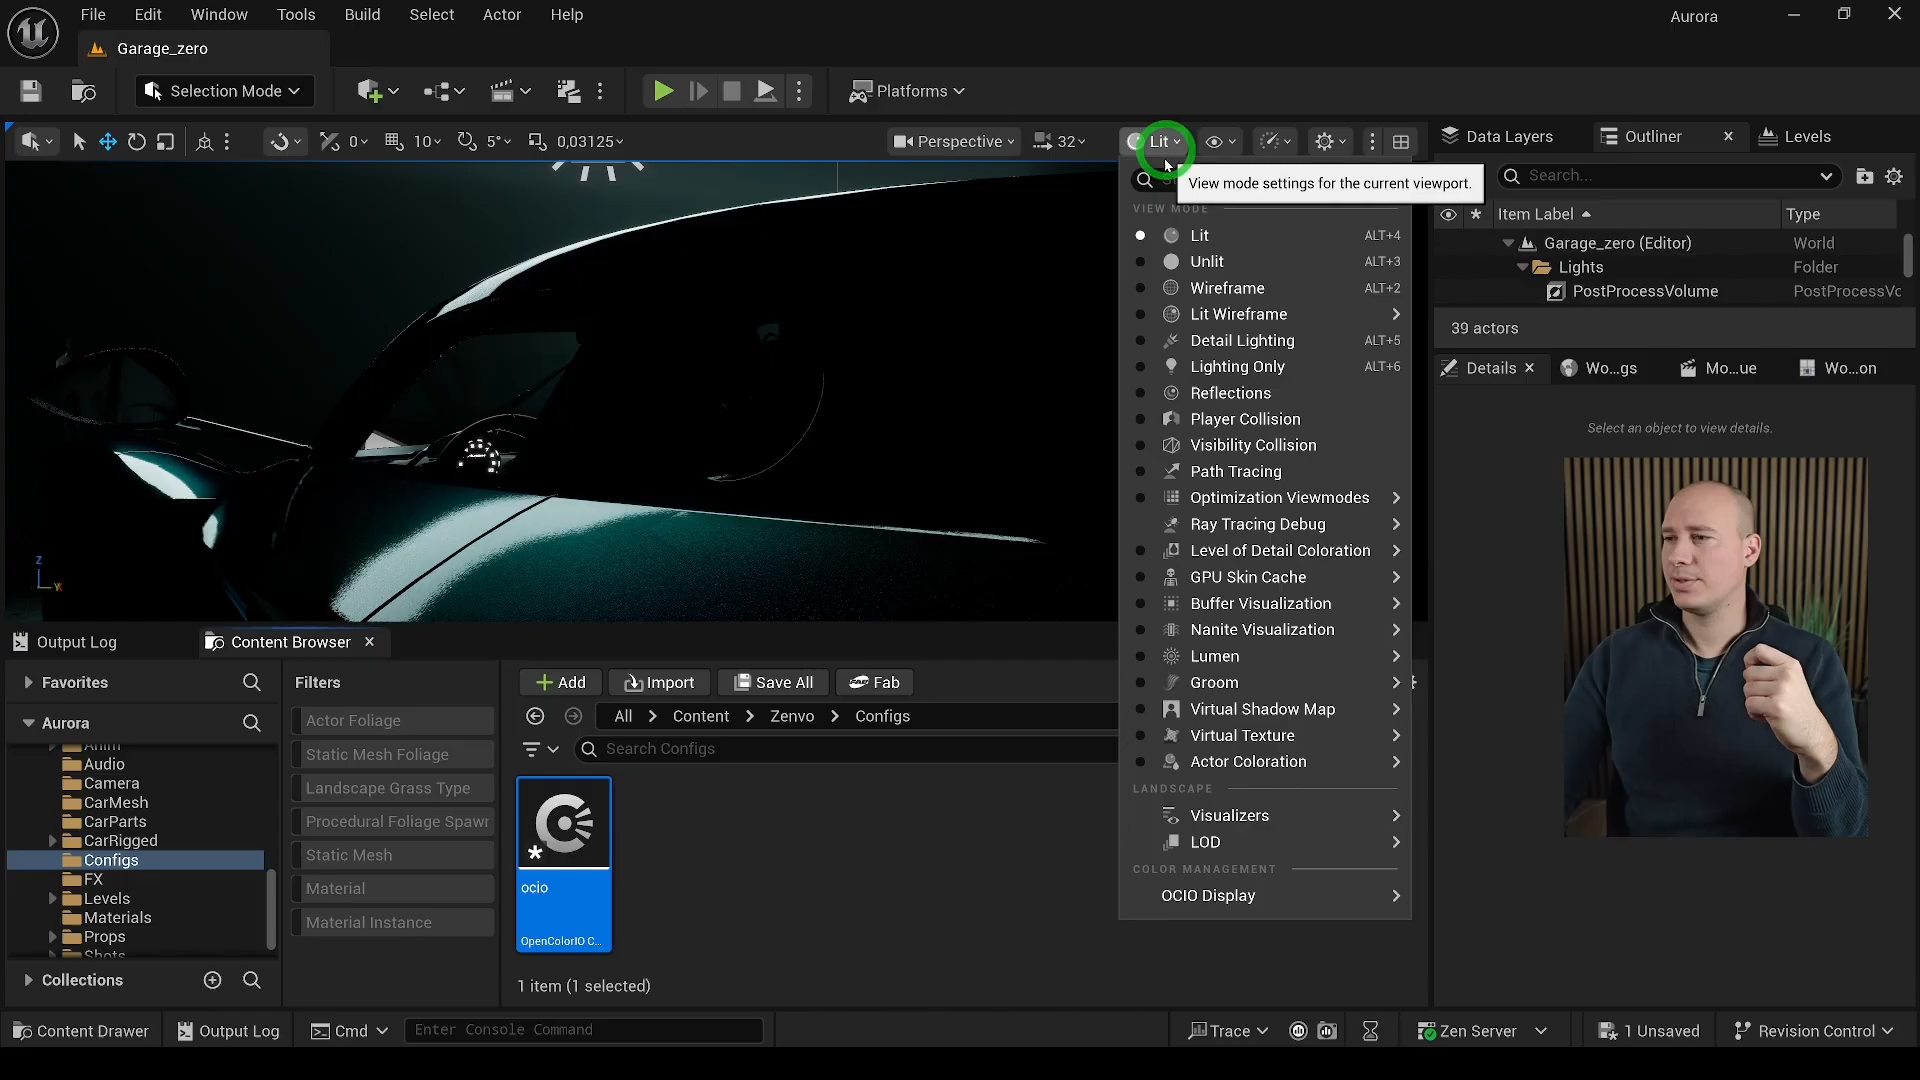 File Edit Window Tools Build Select Actor Help
Aurora
Garage_zero
Selection Mode
Platforms
0 10 5° 0,03125
Perspective 32 Lit
View mode settings for the current viewport.
VIEW MODE
Lit ALT+4
Unlit ALT+3
Wireframe ALT+2
Lit Wireframe
Detail Lighting ALT+5
Lighting Only ALT+6
Reflections
Player Collision
Visibility Collision
Path Tracing
Optimization Viewmodes
Ray Tracing Debug
Level of Detail Coloration
GPU Skin Cache
Buffer Visualization
Nanite Visualization
Lumen
Groom
Virtual Shadow Map
Virtual Texture
Actor Coloration
LANDSCAPE
Visualizers
LOD
COLOR MANAGEMENT
OCIO Display
Data Layers Outliner Levels
Search...
Item Label Type
Garage_zero (Editor) World
Lights Folder
PostProcessVolume PostProcessVc
39 actors
Details Wo...gs Mo...ue Wo...on
Select an object to view details.
Z
Output Log Content Browser
Favorites
Aurora
Anim
Audio
Camera
CarMesh
CarParts
CarRigged
Configs
FX
Levels
Materials
Props
Shots
Collections
Filters
Actor Foliage
Static Mesh Foliage
Landscape Grass Type
Procedural Foliage Spawr
Static Mesh
Material
Material Instance
Add Import Save All Fab
All Content Zenvo Configs
Search Configs
ocio
OpenColorIO C...
1 item (1 selected)
Content Drawer Output Log Cmd Enter Console Command
Trace Zen Server 1 Unsaved Revision Control